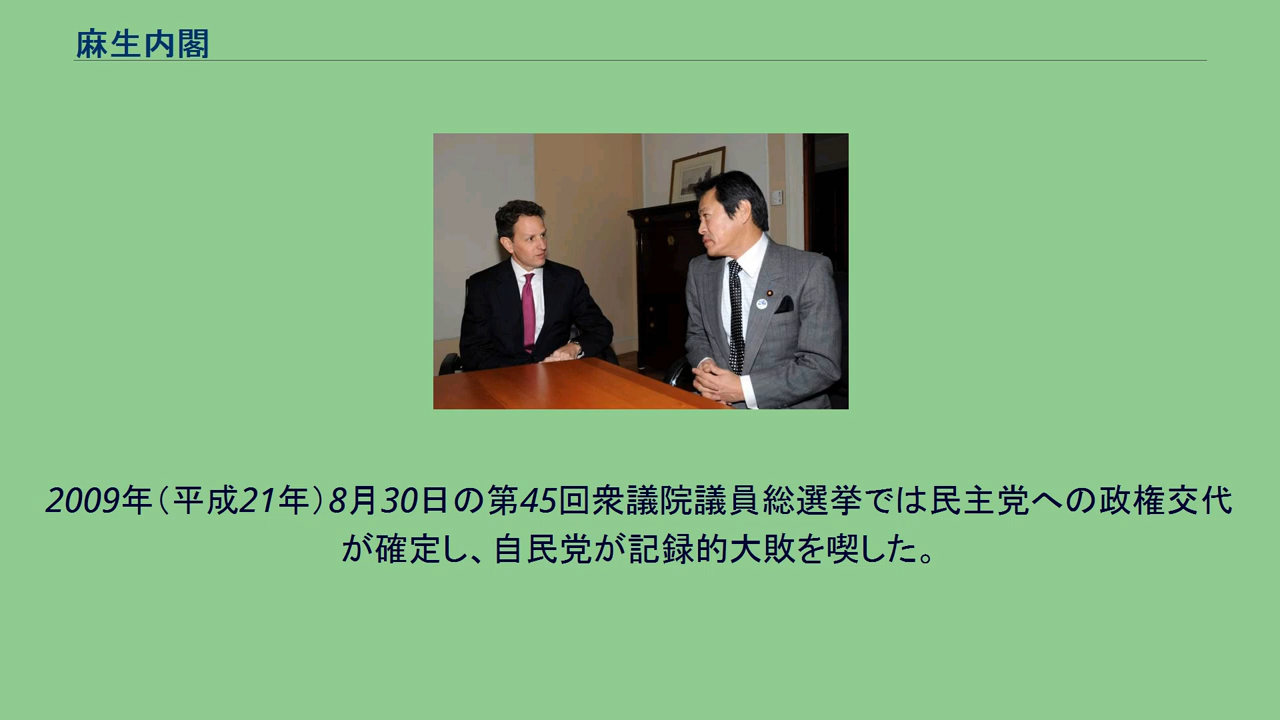 麻生内閣
2009年（平成21年）8月30日の第45回衆議院議員総選挙では民主党への政権交代
が確定し、自民党が記録的大敗を喫した。